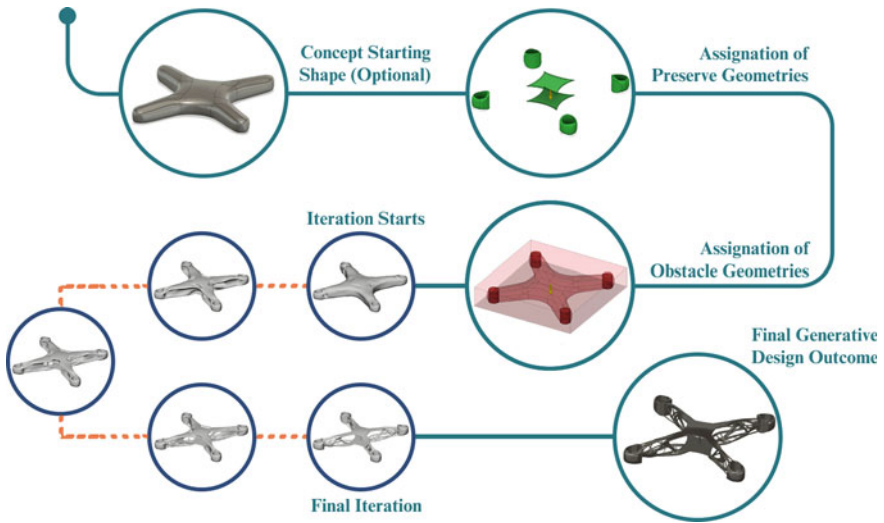 Concept Starting
Shape (Optional)
Assignation of
Preserve Geometries
Iteration Starts
Assignation of
Obstacle Geometries
Final Generative
Design Outcome
Final Iteration